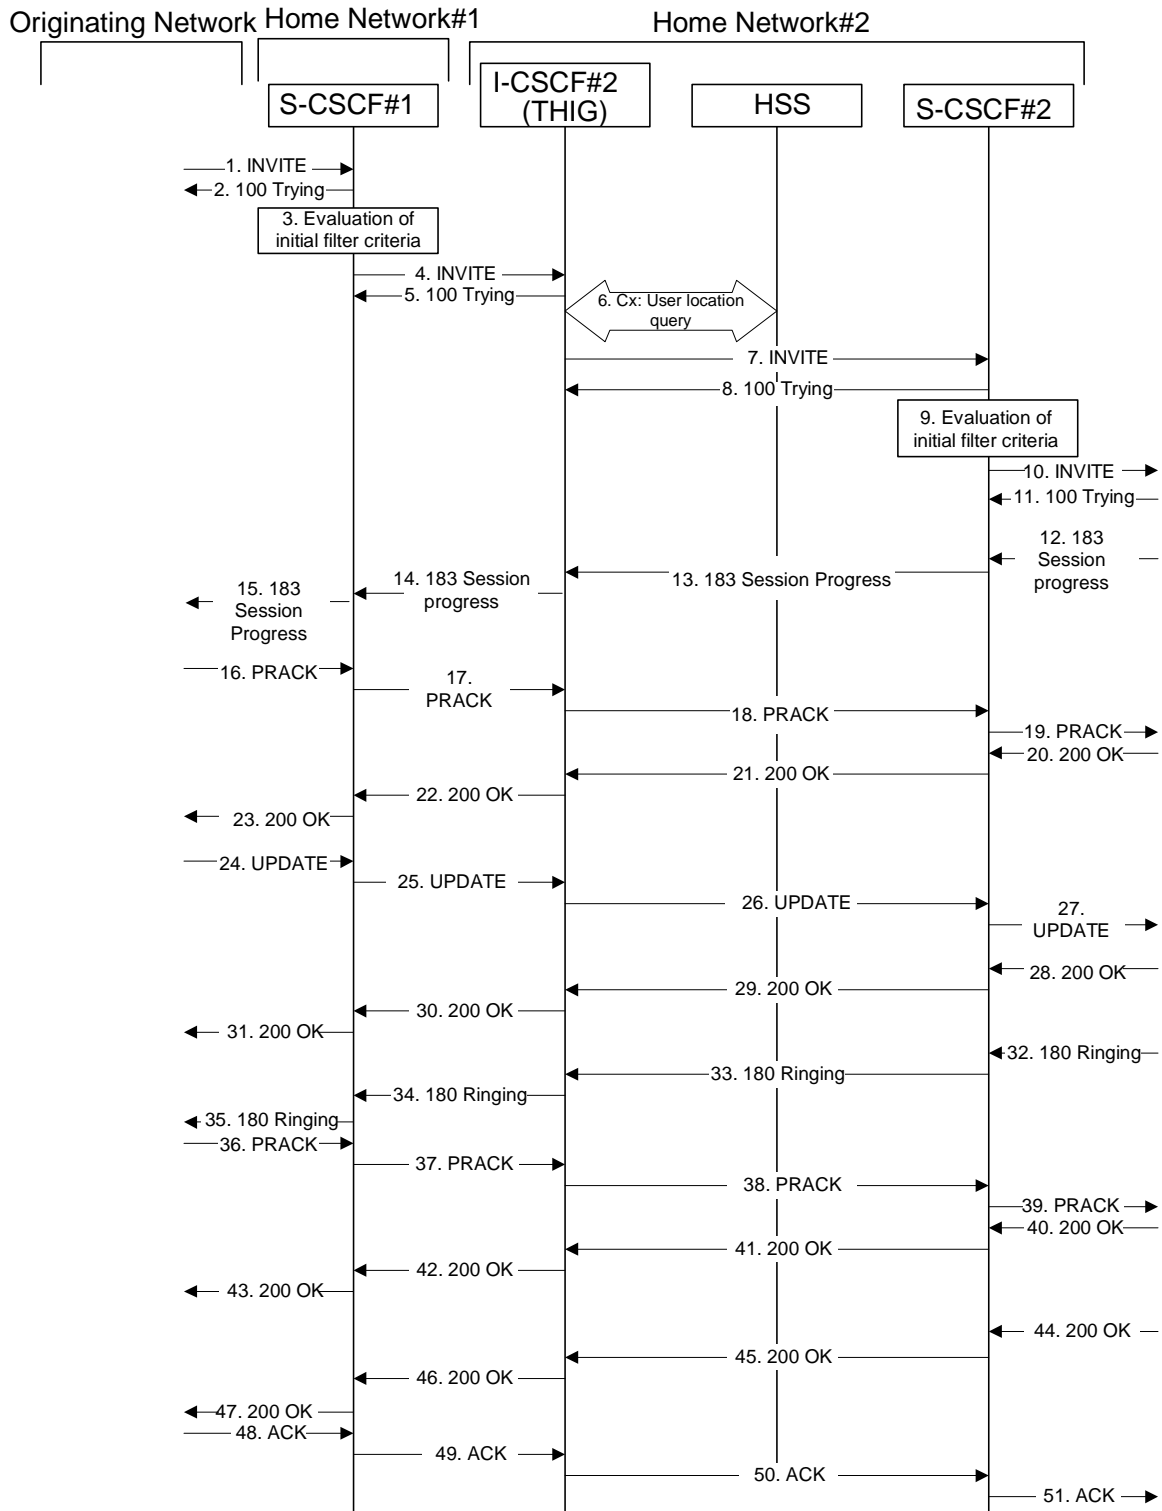 Originating Network
Home Network#1
Home Network#2
S-CSCF#1
I-CSCF#2
(THIG)
HSS
S-CSCF#2
1. INVITE
2. 100 Trying
3. Evaluation of
initial filter criteria
4. INVITE
5. 100 Trying
6. Cx: User location
query
7. INVITE
8. 100 Trying
9. Evaluation of
initial filter criteria
10. INVITE
11. 100 Trying
12. 183
Session
progress
13. 183 Session Progress
14. 183 Session
progress
15. 183
Session
Progress
16. PRACK
17.
PRACK
18. PRACK
19. PRACK
20. 200 OK
21. 200 OK
22. 200 OK
23. 200 OK
24. UPDATE
25. UPDATE
26. UPDATE
27.
UPDATE
28. 200 OK
29. 200 OK
30. 200 OK
31. 200 OK
32. 180 Ringing
33. 180 Ringing
34. 180 Ringing
35. 180 Ringing
36. PRACK
37. PRACK
38. PRACK
39. PRACK
40. 200 OK
41. 200 OK
42. 200 OK
43. 200 OK
44. 200 OK
45. 200 OK
46. 200 OK
47. 200 OK
48. ACK
49. ACK
50. ACK
51. ACK